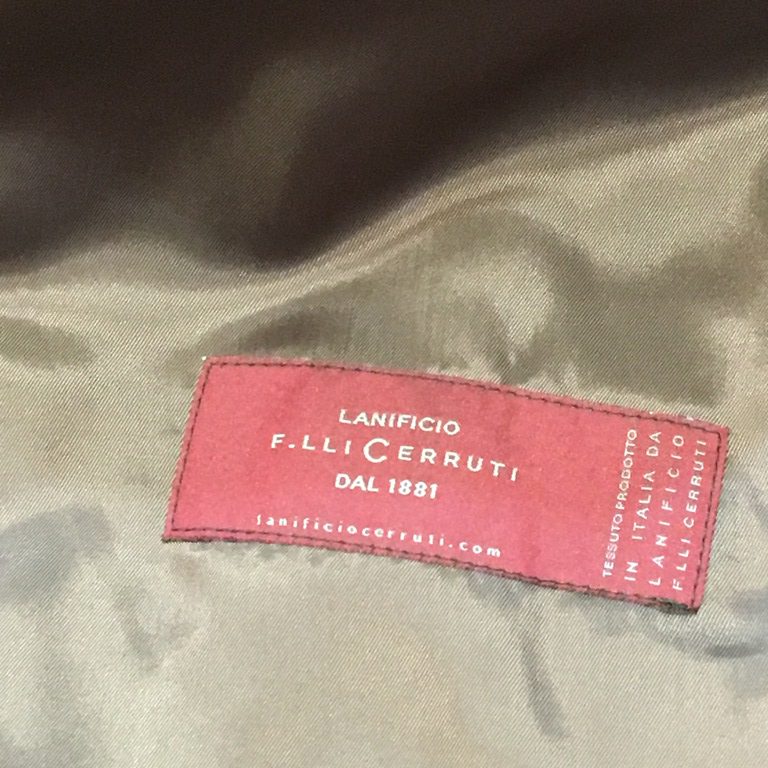 LANIFICIO
F.LLI CERRUTI
DAL 1881
lanificiocerruti.com
TESSUTO PRODOTTO
IN ITALIA DA
LANIFICIO
F.LLI CERRUTI